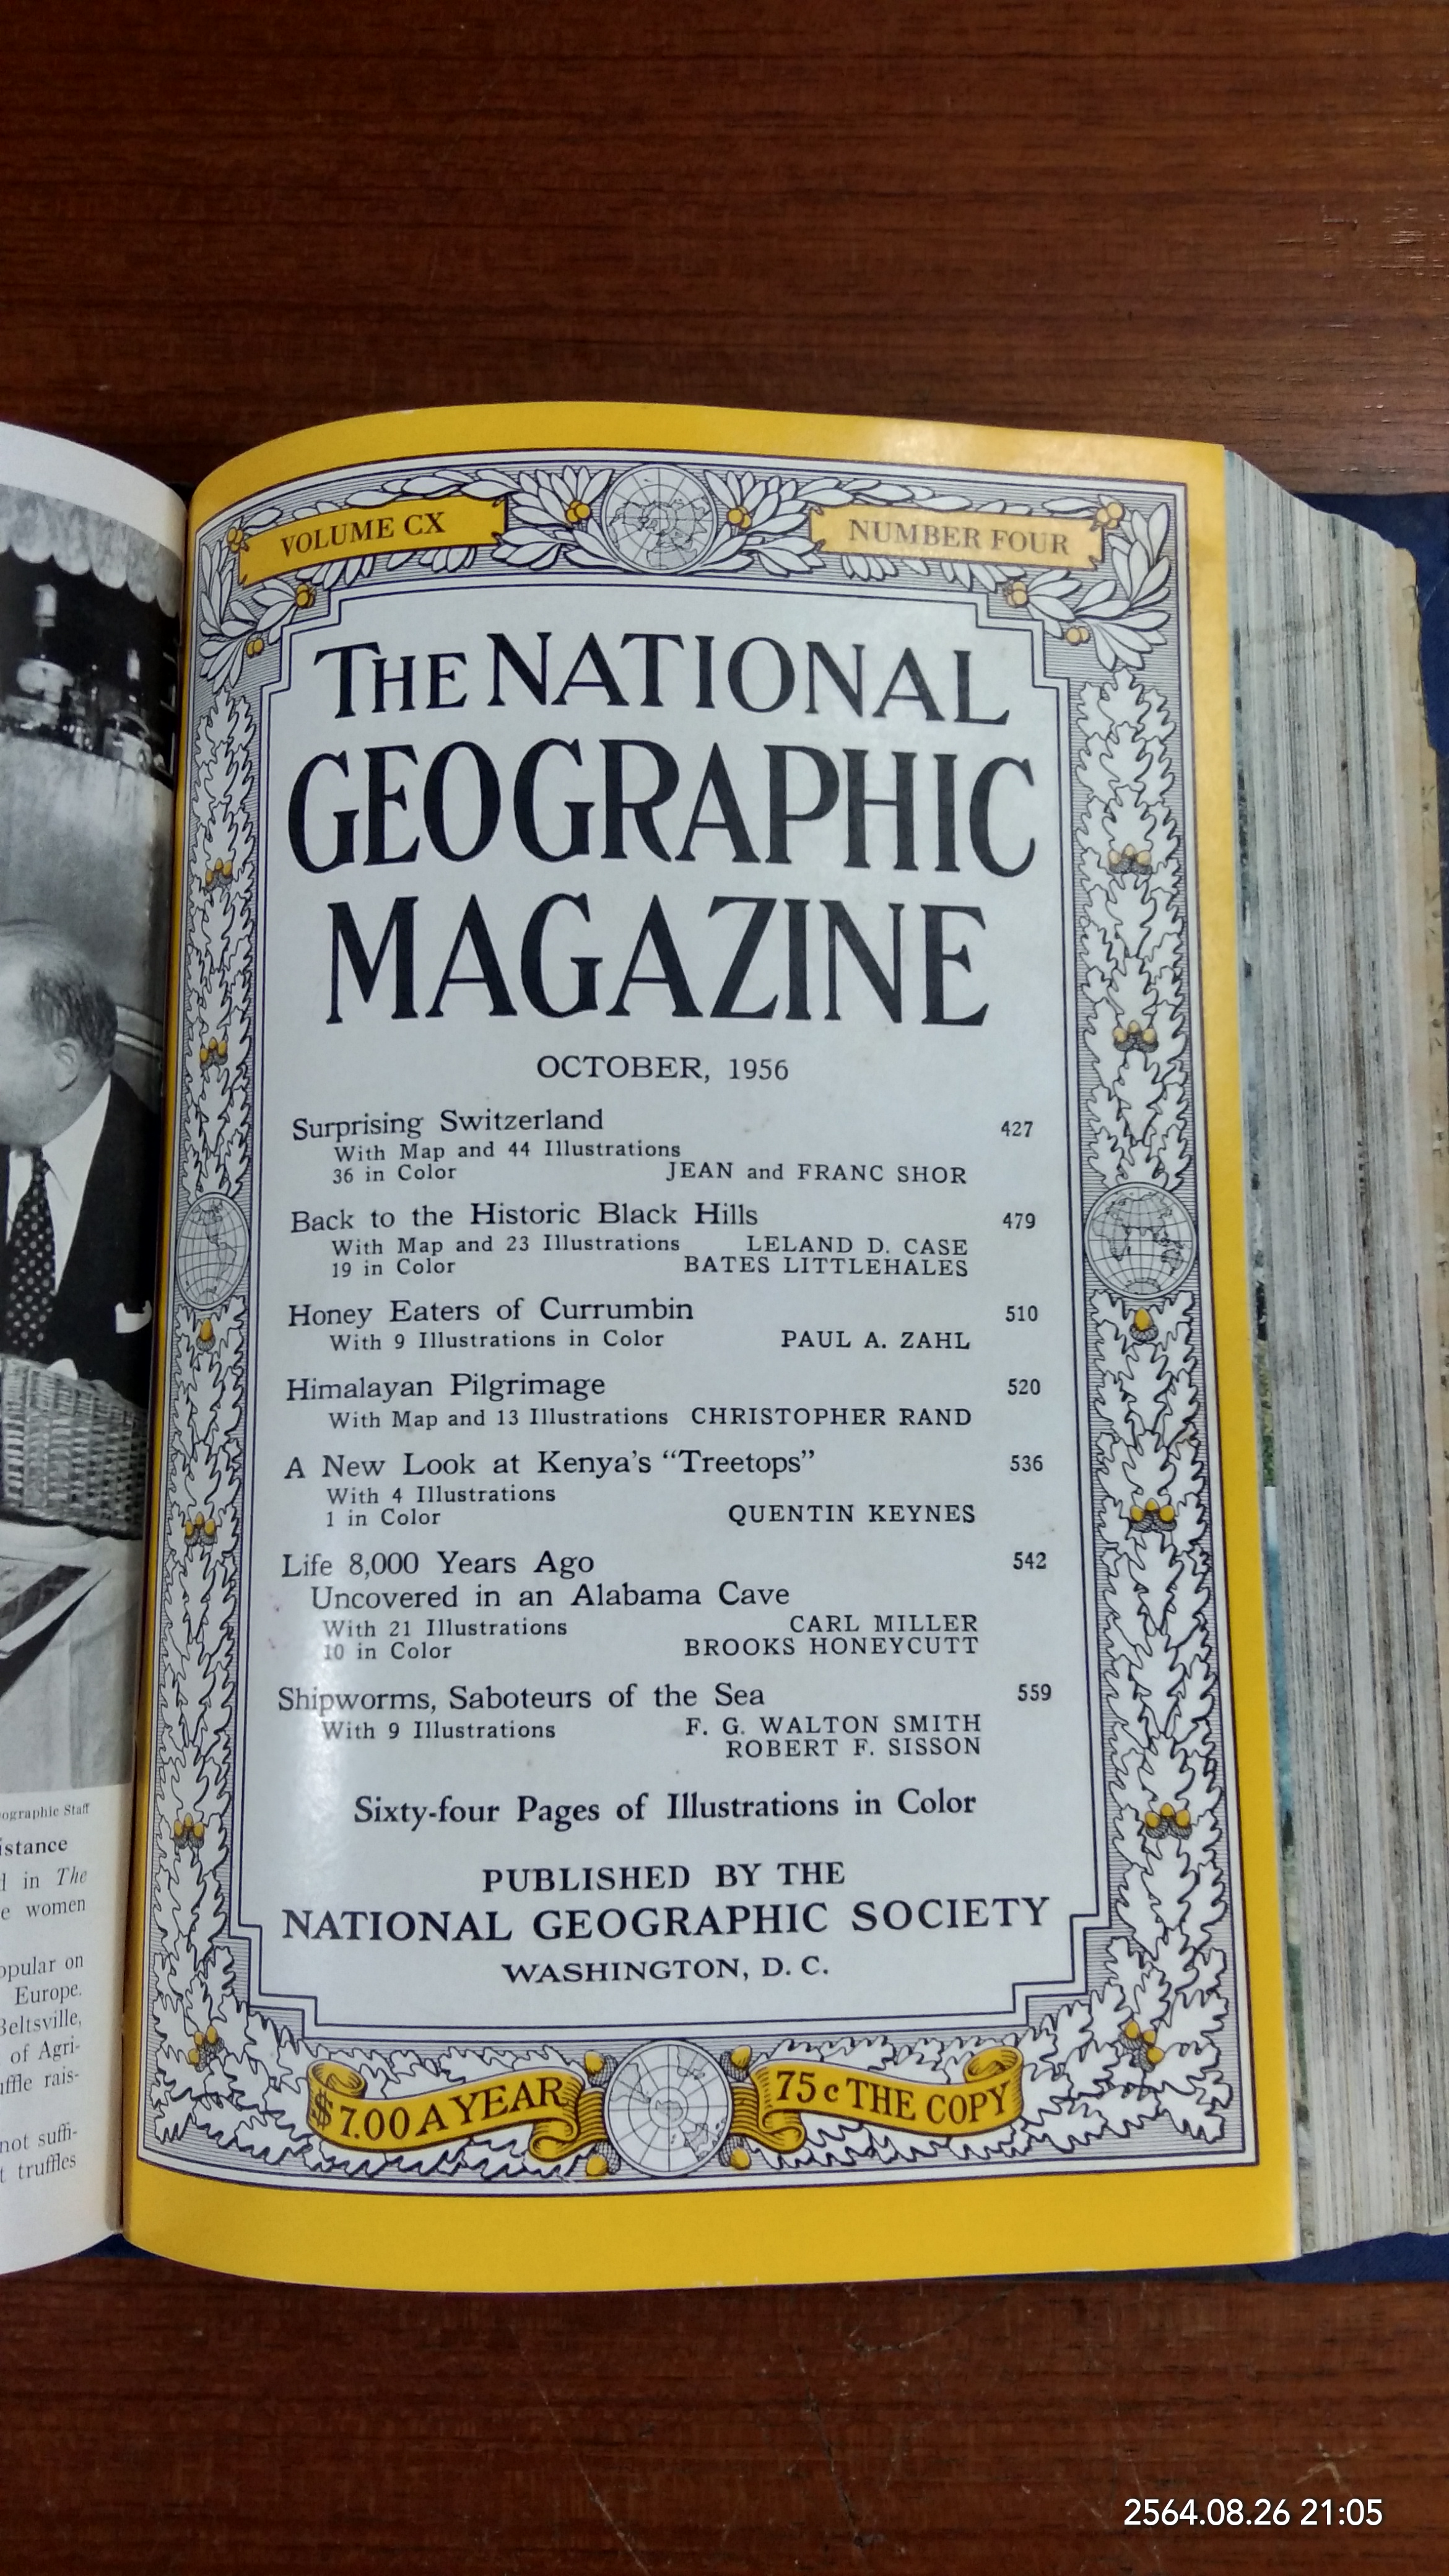 ographic Staff
istance
d in The
e women
opular on
Europe.
Beltsville,
of Agri-
uffle rais-
not suffi-
t truffles
VOLUME CX
NUMBER FOUR
THE NATIONAL
GEOGRAPHIC
MAGAZINE
OCTOBER, 1956
Surprising Switzerland 427
With Map and 44 Illustrations
36 in Color JEAN and FRANC SHOR
Back to the Historic Black Hills 479
With Map and 23 Illustrations LELAND D. CASE
19 in Color BATES LITTLEHALES
Honey Eaters of Currumbin 510
With 9 Illustrations in Color PAUL A. ZAHL
Himalayan Pilgrimage 520
With Map and 13 Illustrations CHRISTOPHER RAND
A New Look at Kenya's “Treetops” 536
With 4 Illustrations
1 in Color QUENTIN KEYNES
Life 8,000 Years Ago 542
Uncovered in an Alabama Cave
With 21 Illustrations CARL MILLER
10 in Color BROOKS HONEYCUTT
Shipworms, Saboteurs of the Sea 559
With 9 Illustrations F. G. WALTON SMITH
ROBERT F. SISSON
Sixty-four Pages of Illustrations in Color
PUBLISHED BY THE
NATIONAL GEOGRAPHIC SOCIETY
WASHINGTON, D. C.
$7.00 A YEAR
75c THE COPY
2564.08.26 21:05